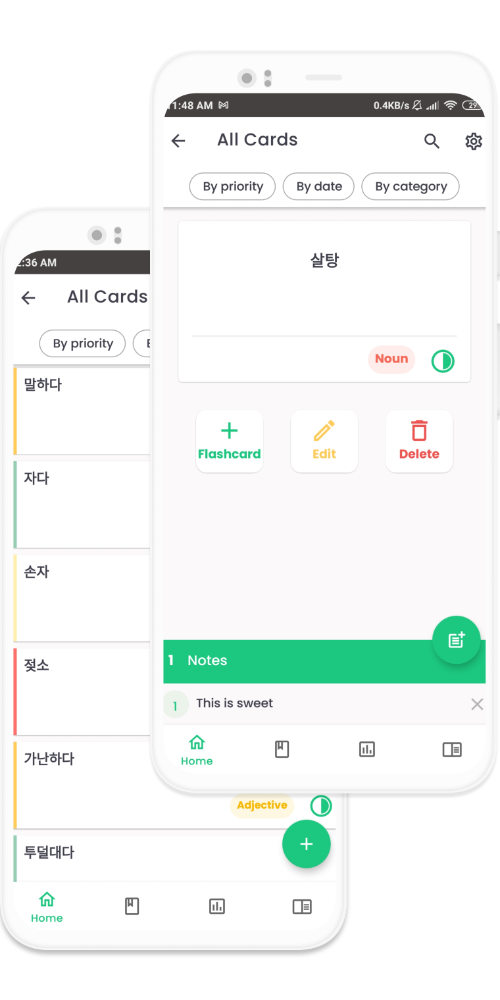 11:48 AM
0.4KB/s
All Cards
By priority
By date
By category
살탕
Noun
Flashcard
Edit
Delete
1 Notes
1 This is sweet
Home
:36 AM
All Cards
By priority
말하다
자다
손자
젖소
가난하다
Adjective
투덜대다
Home